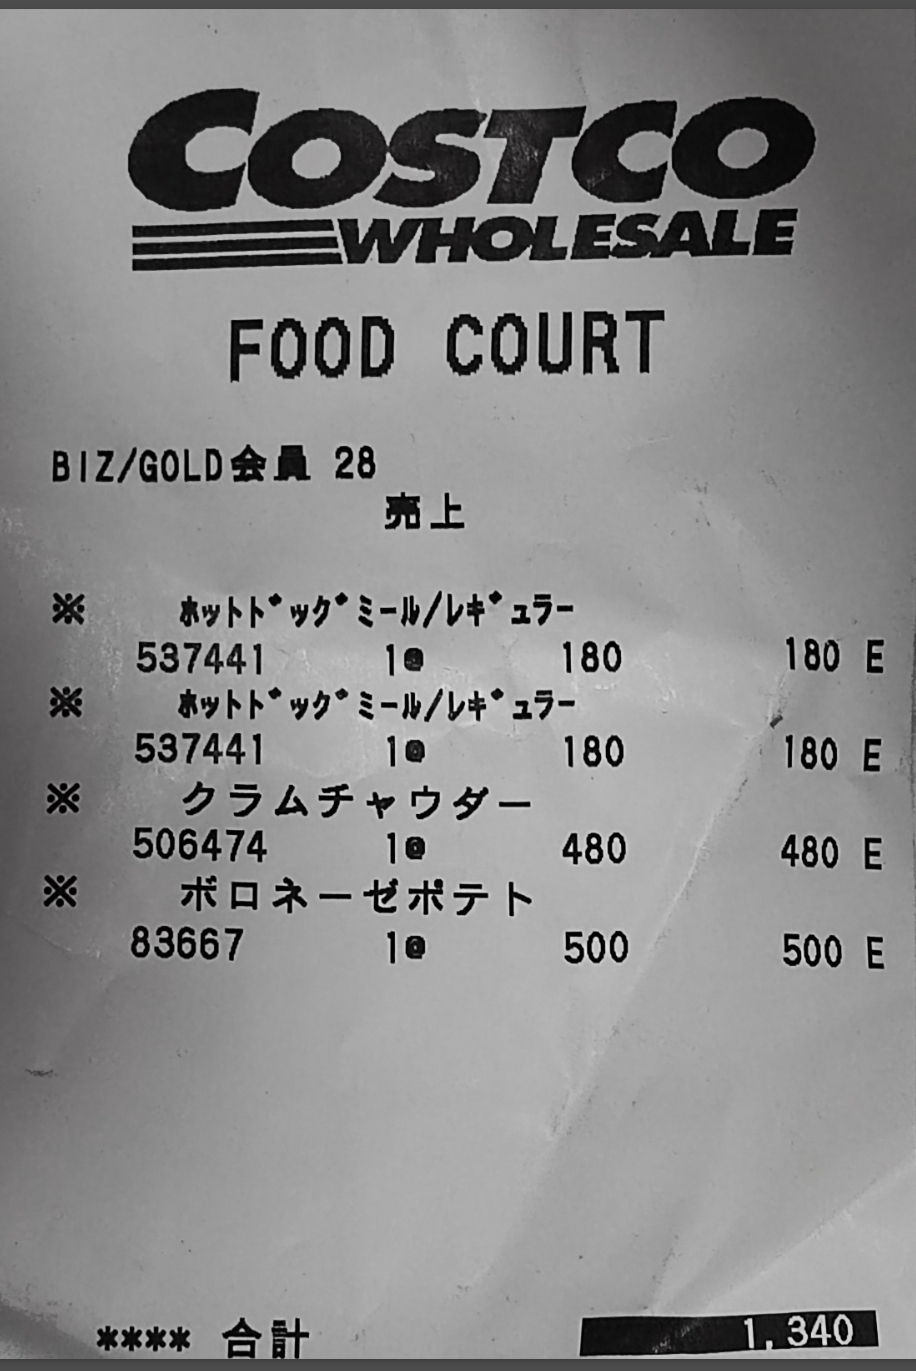 COSTCO
WHOLESALE
FOOD COURT
BIZ/GOLD会員 28
売上
※ ホットドッグミール/レギュラー
537441 1@ 180 180 E
※ ホットドッグミール/レギュラー
537441 1@ 180 180 E
※ クラムチャウダー
506474 1@ 480 480 E
※ ボロネーゼポテト
83667 1@ 500 500 E
**** 合計 1,340